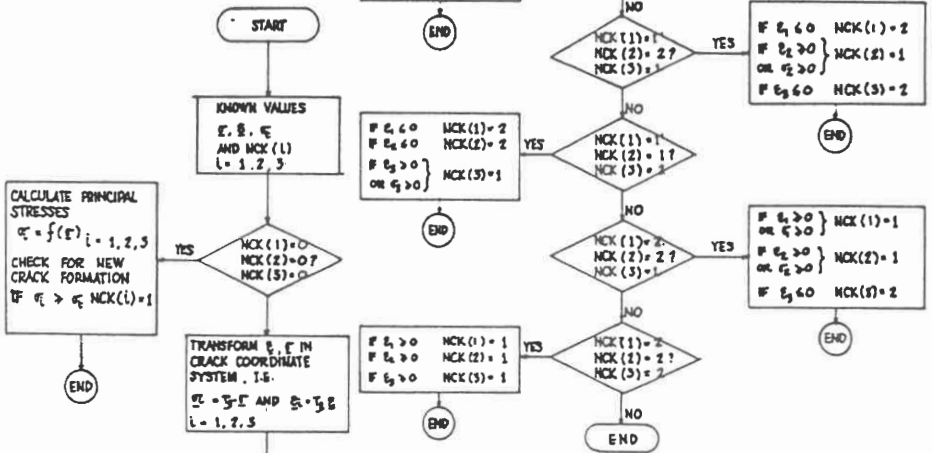 START
KNOWN VALUES
AND NCK (i)
i = 1, 2, 3
CALCULATE PRINCIPAL
STRESSES
i = 1, 2, 3
CHECK FOR NEW
CRACK FORMATION
IF σi > σt NCK(i)=1
END
YES
NCK (1)=0
NCK (2)=0?
NCK (3)=0
TRANSFORM ε, σ IN
CRACK COORDINATE
SYSTEM, I.E.
AND
i = 1, 2, 3
END
IF ε1 ≤0 NCK(1) = 2
IF ε2 ≤0 NCK(2) = 2
IF ε3 >0
OR σ3 >0 } NCK(3)=1
END
YES
IF ε1 >0 NCK(1) = 1
IF ε2 >0 NCK(2) = 1
IF ε3 >0 NCK(3) = 1
END
YES
NO
NCK (1)=1
NCK (2) = 2?
NCK (3)=1
YES
NO
NCK (1)=1
NCK (2) = 1?
NCK (3)=
NO
NCK (1)=2
NCK (2) = 2?
NCK (3)=1
YES
NO
NCK (1)=2
NCK (2) = 2?
NCK (3) = 2
NO
END
IF ε1 ≤0 NCK(1) = 2
IF ε2 >0
OR σ2 >0 } NCK(2) = 1
IF ε3 ≤0 NCK(3) = 2
END
IF ε1 >0
OR σ1 >0 } NCK(1)=1
IF ε2 >0
OR σ2 >0 } NCK(2)= 1
IF ε3 ≤0 NCK(3) = 2
END